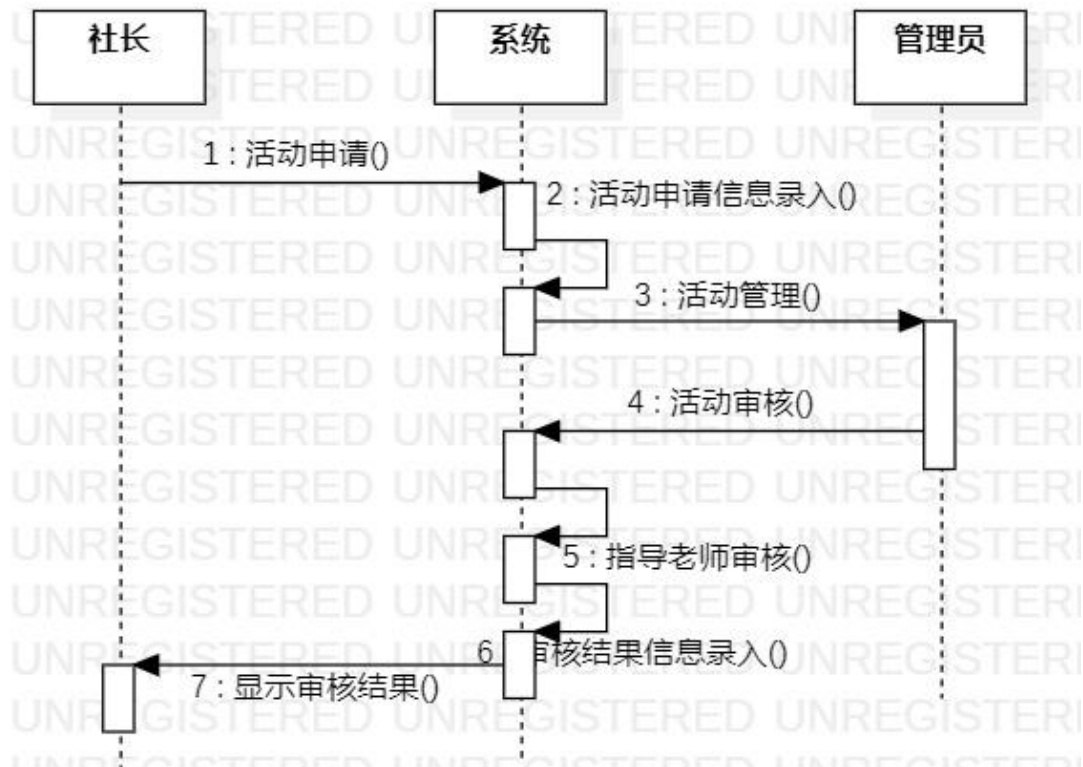 社长
系统
管理员
1 : 活动申请()
2 : 活动申请信息录入()
3 : 活动管理()
4 : 活动审核()
5 : 指导老师审核()
6 审核结果信息录入()
7 : 显示审核结果()
UNREGISTERED